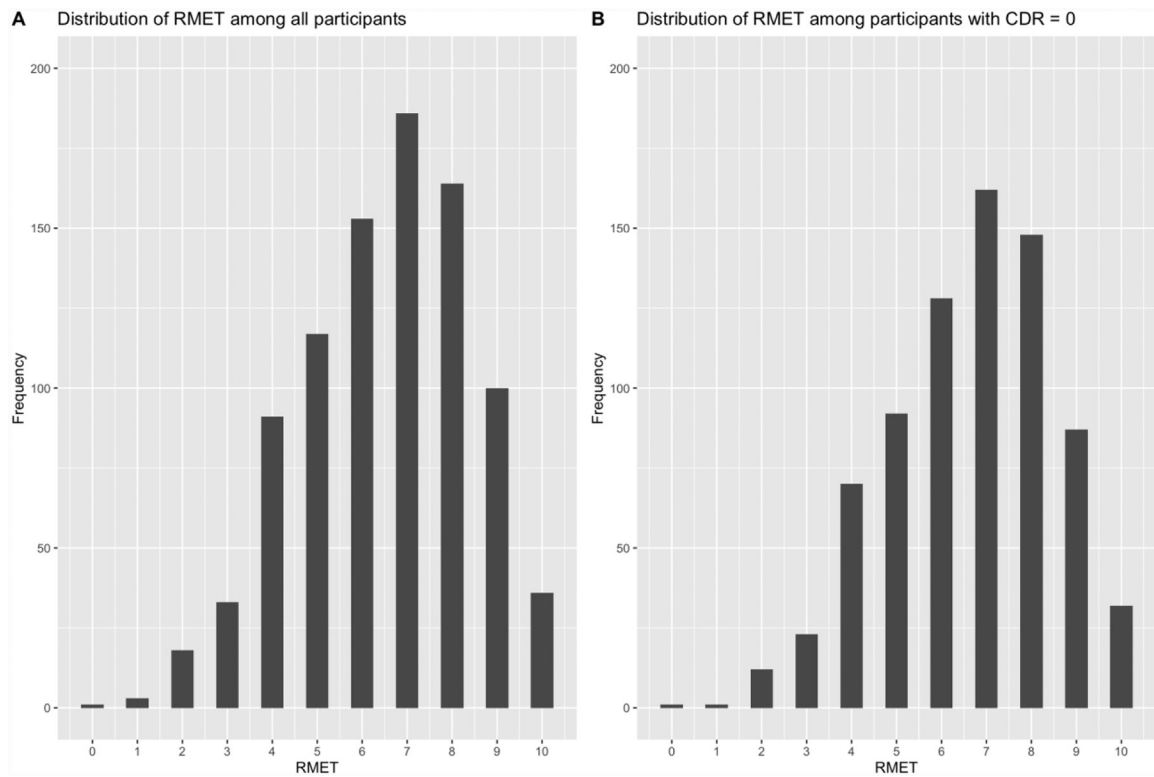 A Distribution of RMET among all participants
200
150
100
50
0
Frequency
0 1 2 3 4 5 6 7 8 9 10
RMET
B Distribution of RMET among participants with CDR = 0
200
150
100
50
0
Frequency
0 1 2 3 4 5 6 7 8 9 10
RMET